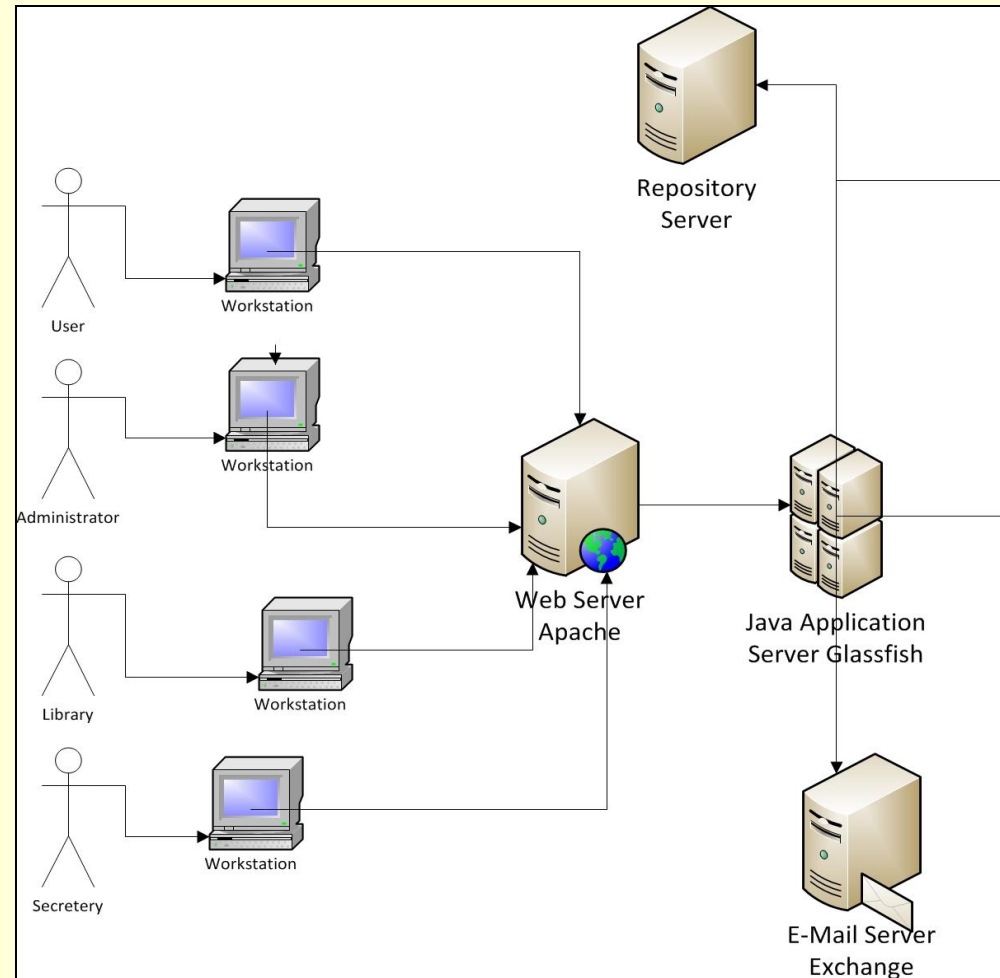 Repository
Server
Workstation
User
Workstation
Administrator
Web Server
Apache
Java Application
Server Glassfish
Workstation
Library
Workstation
Secretery
E-Mail Server
Exchange